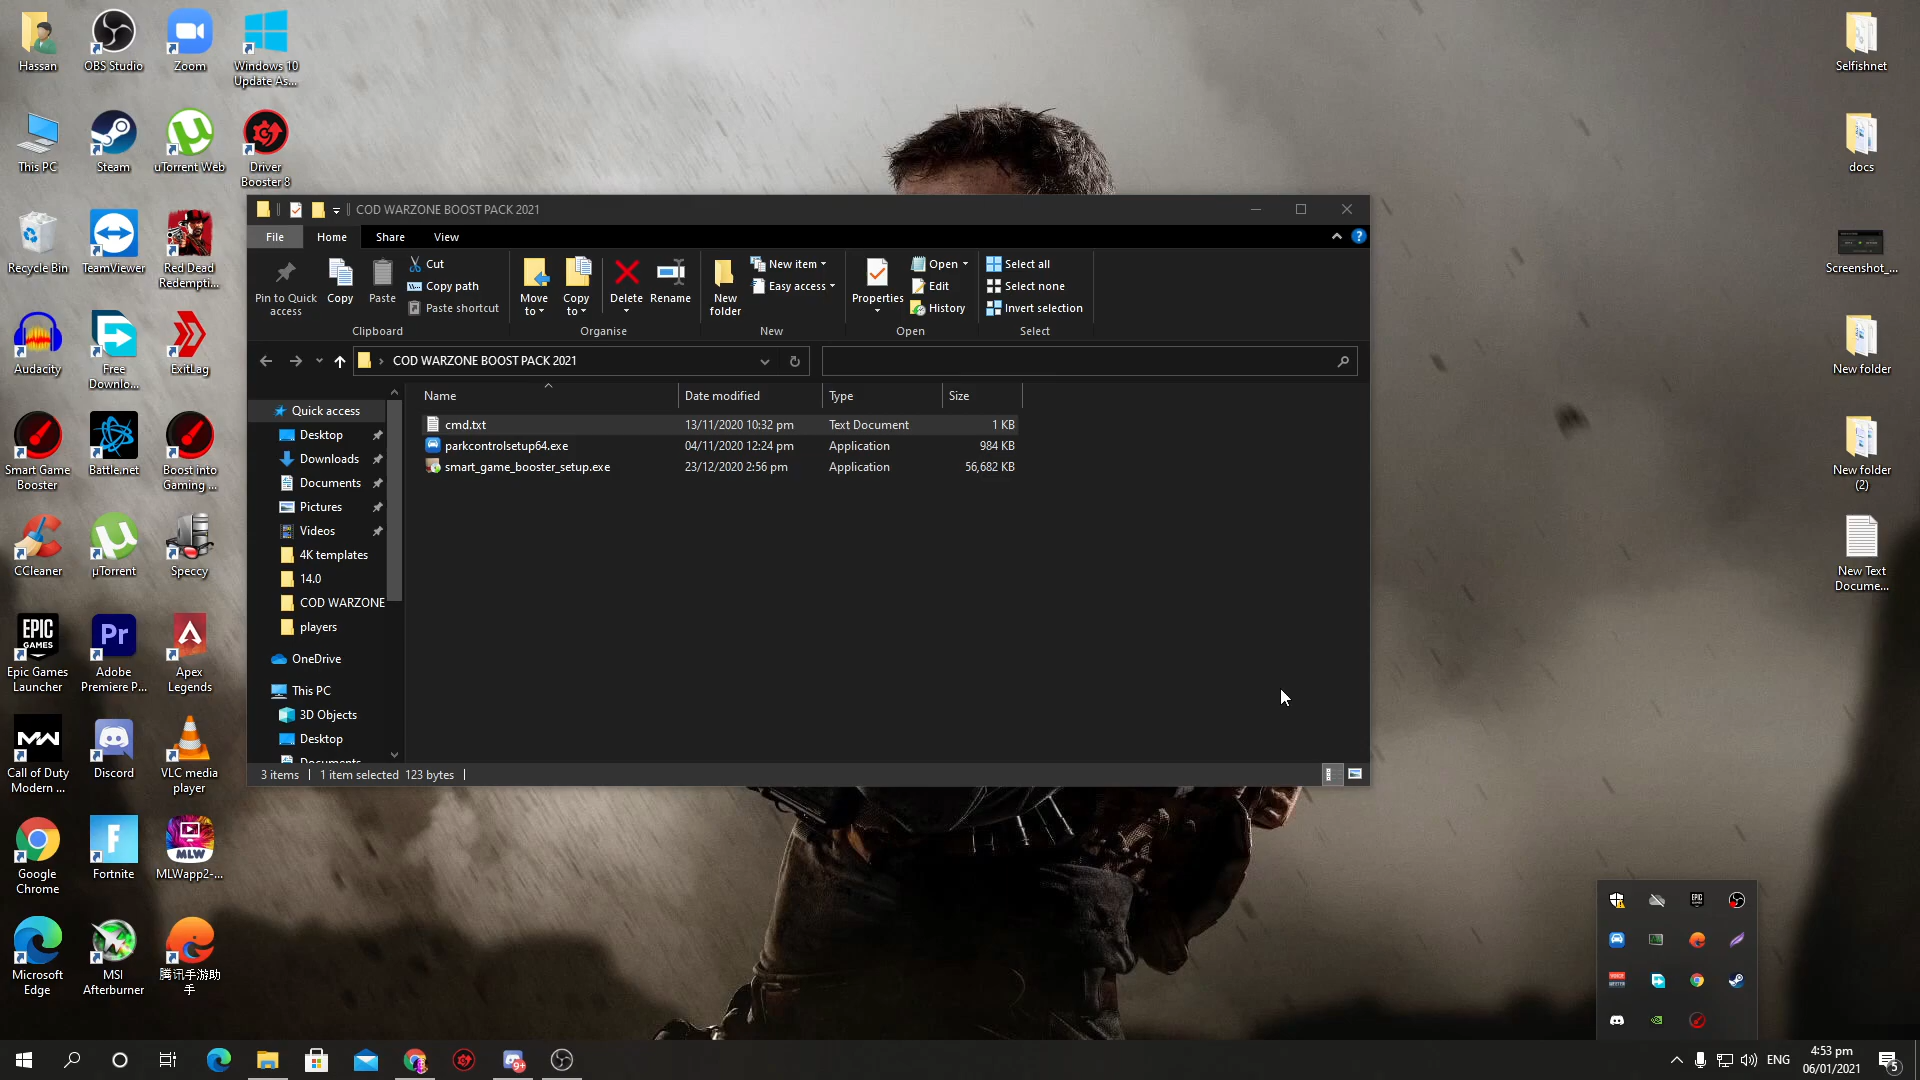 Hassan
OBS Studio
Zoom
Windows 10
Update As...
This PC
Steam
uTorrent Web
Driver
Booster 8
Recycle Bin
TeamViewer
Red Dead
Redempti...
Audacity
Free
Downlo...
ExitLag
Smart Game
Booster
Battle.net
Boost into
Gaming ...
CCleaner
µTorrent
Speccy
EPIC
GAMES
Epic Games
Launcher
Pr
Adobe
Premiere P...
Apex
Legends
MW
Call of Duty
Modern ...
Discord
VLC media
player
Google
Chrome
F
Fortnite
MLW
MLWapp2-...
Microsoft
Edge
MSI
Afterburner
腾讯手游助
手
COD WARZONE BOOST PACK 2021
File
Home
Share
View
?
Pin to Quick
access
Copy
Paste
Cut
Copy path
Paste shortcut
Clipboard
Move
to
Copy
to
Delete
Rename
Organise
New
folder
New item
Easy access
New
Properties
Open
Edit
History
Open
Select all
Select none
Invert selection
Select
COD WARZONE BOOST PACK 2021
Quick access
Desktop
Downloads
Documents
Pictures
Videos
4K templates
14.0
COD WARZONE
players
OneDrive
This PC
3D Objects
Desktop
Documents
Name
Date modified
Type
Size
cmd.txt 13/11/2020 10:32 pm Text Document 1 KB
parkcontrolsetup64.exe 04/11/2020 12:24 pm Application 984 KB
smart_game_booster_setup.exe 23/12/2020 2:56 pm Application 56,682 KB
3 items 1 item selected 123 bytes
Selfishnet
docs
Screenshot_...
New folder
New folder
(2)
New Text
Docume...
EPIC
9+
ENG
4:53 pm
06/01/2021
5